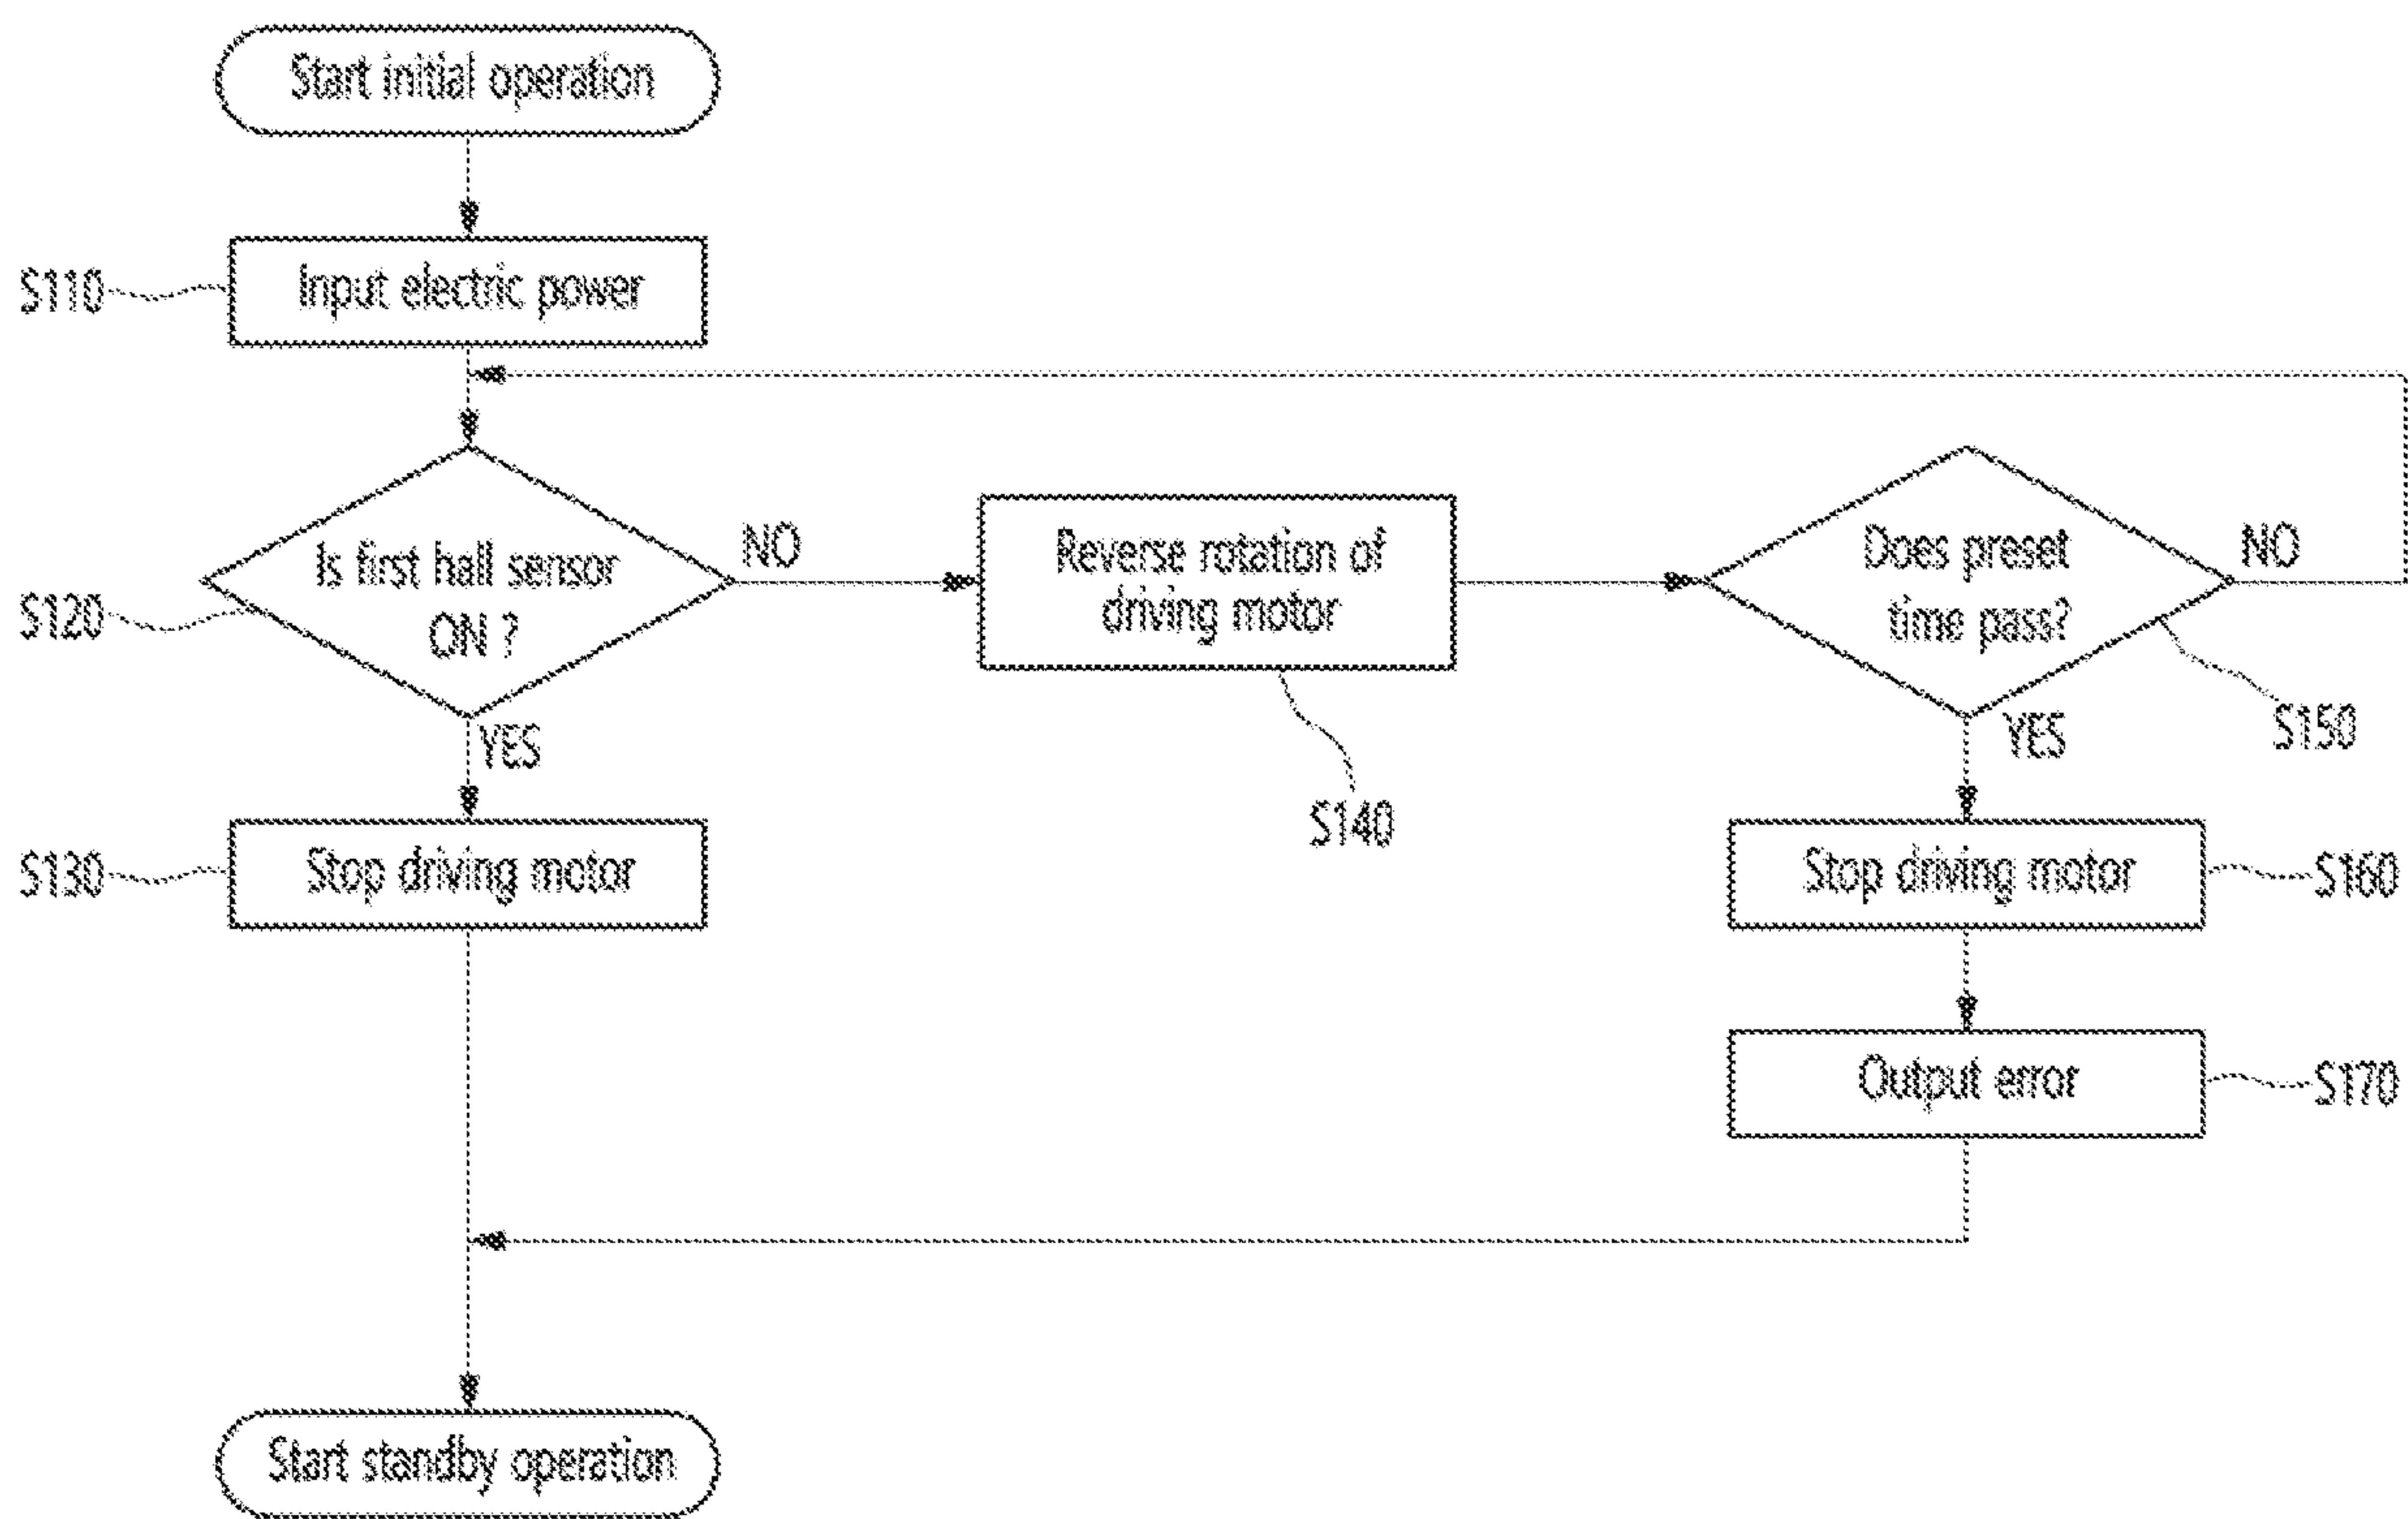 Start initial operation
S110
Input electric power
S120
Is first hall sensor
ON ?
NO
YES
Reverse rotation of
driving motor
S140
Does preset
time pass?
NO
S150
YES
S130
Stop driving motor
Stop driving motor
S160
Output error
S170
Start standby operation